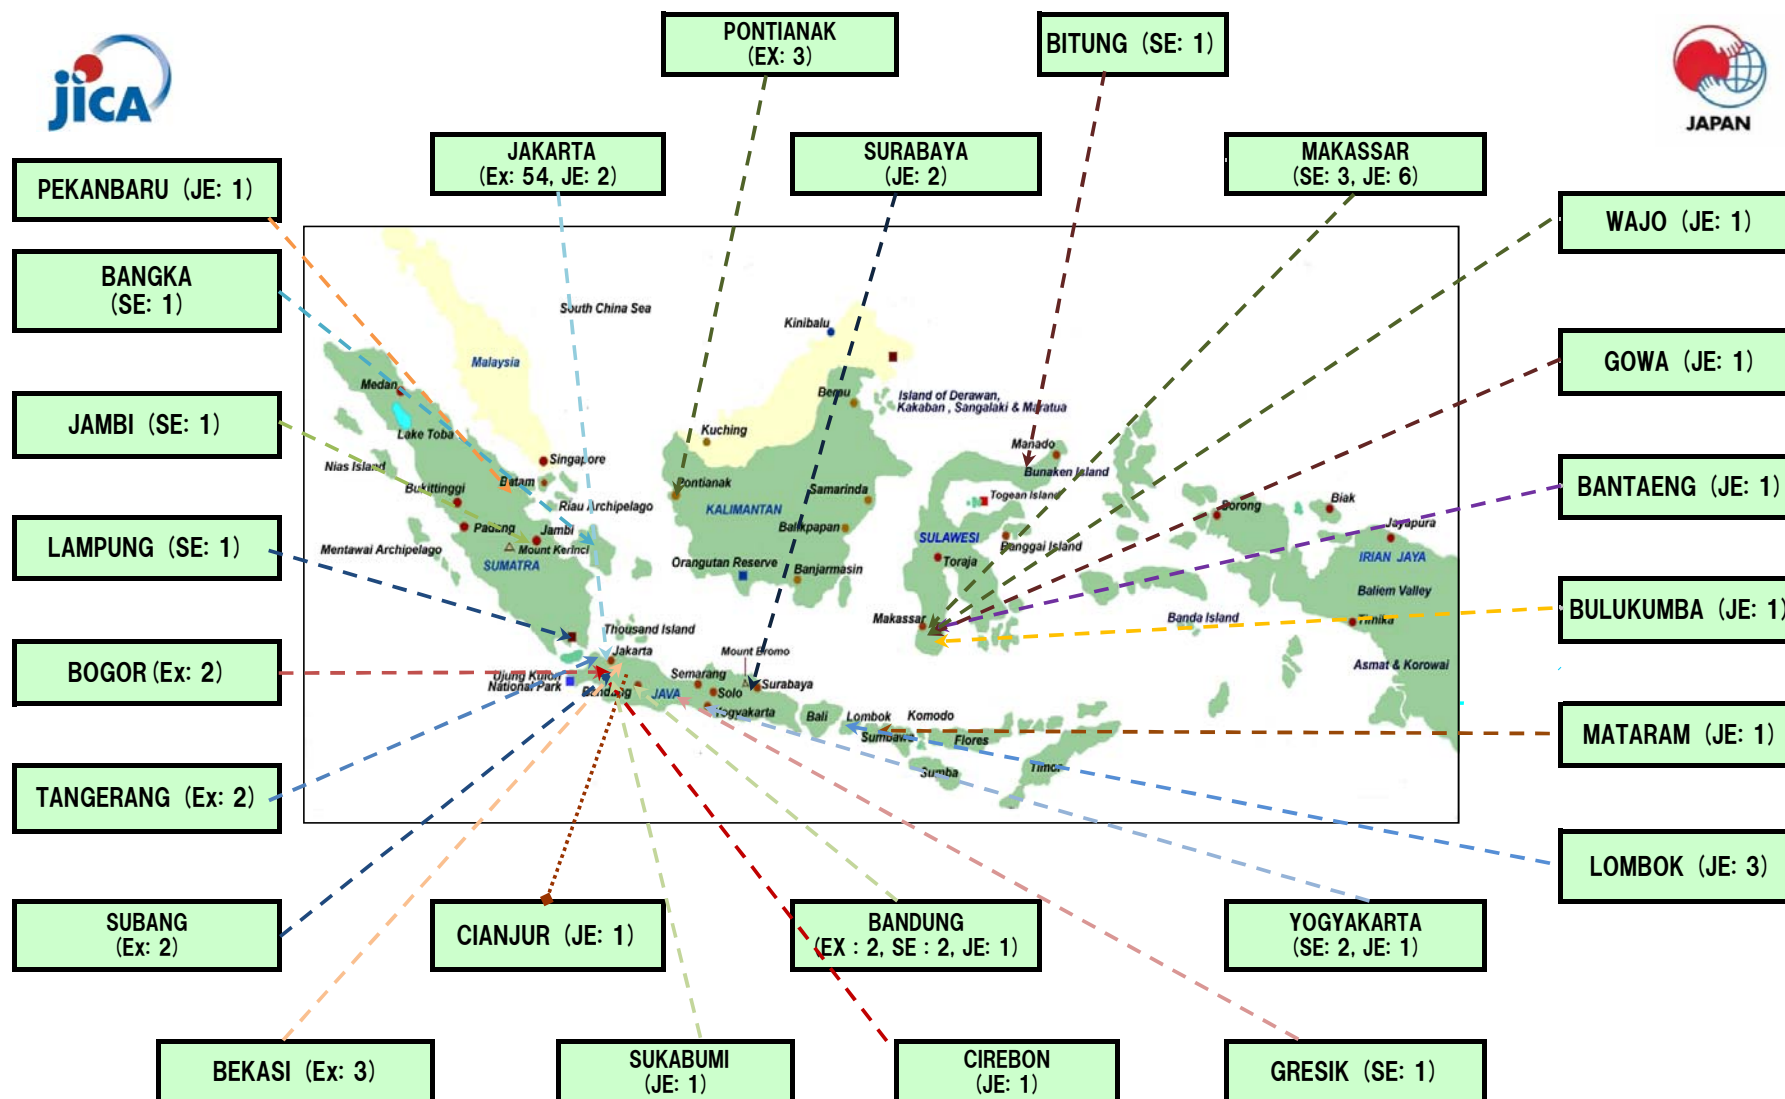 PONTIANAK
(EX: 3)
BITUNG (SE: 1)
jICA
JAPAN
JAKARTA
(Ex: 54, JE: 2)
SURABAYA
(JE: 2)
MAKASSAR
(SE: 3, JE: 6)
PEKANBARU (JE: 1)
WAJO (JE: 1)
BANGKA
(SE: 1)
GOWA (JE: 1)
JAMBI (SE: 1)
BANTAENG (JE: 1)
LAMPUNG (SE: 1)
BULUKUMBA (JE: 1)
BOGOR (Ex: 2)
MATARAM (JE: 1)
TANGERANG (Ex: 2)
LOMBOK (JE: 3)
SUBANG
(Ex: 2)
CIANJUR (JE: 1)
BANDUNG
(EX : 2, SE : 2, JE: 1)
YOGYAKARTA
(SE: 2, JE: 1)
BEKASI (Ex: 3)
SUKABUMI
(JE: 1)
CIREBON
(JE: 1)
GRESIK (SE: 1)
South China Sea
Kinibalu
Malaysia
Medan
Lake Toba
Island of Derawan,
Kakaban , Sangalaki & Maratua
Kuching
Singapore
Nias Island
Batam
Bukittinggi
Riau Archipelago
Pontianak
Samarinda
KALIMANTAN
Balikpapan
Manado
Bunaken Island
Togean Island
Biak
Sorong
Jayapura
Padang
Jambi
Mentawai Archipelago
Mount Kerinci
SUMATRA
Orangutan Reserve
Banjarmasin
SULAWESI
Banggai Island
Toraja
IRIAN JAYA
Baliem Valley
Makassar
Banda Island
Timika
Thousand Island
Jakarta
Mount Bromo
Asmat & Korowai
Ujung Kulon
National Park
Bandung
JAVA
Semarang
Solo
Surabaya
Yogyakarta
Bali
Lombok
Komodo
Sumbawa
Flores
Sumba
Timor